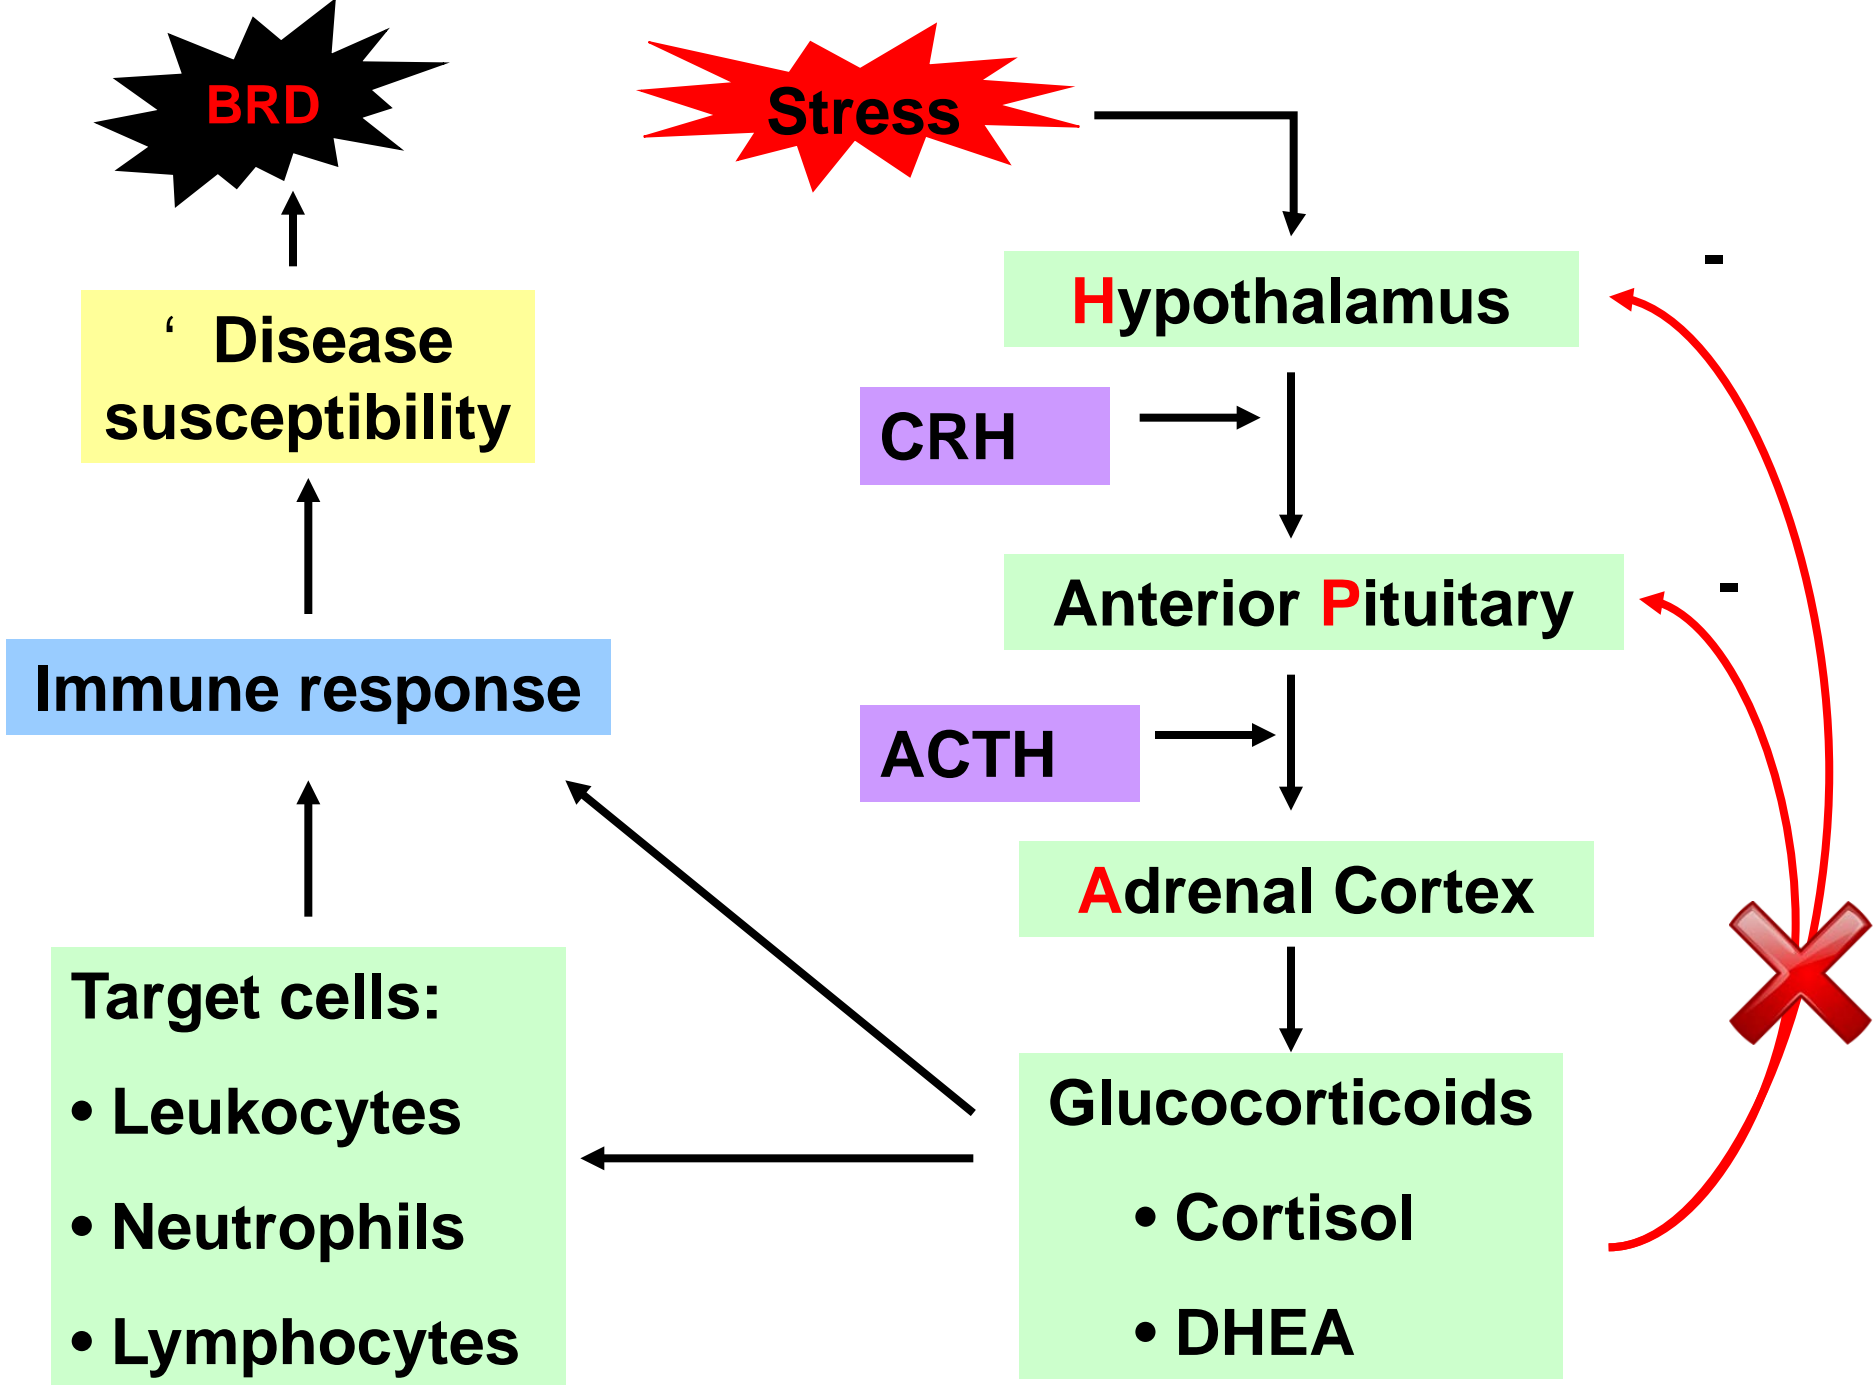 BRD
Stress
Hypothalamus
-
‘ Disease
susceptibility
CRH
Anterior Pituitary
-
Immune response
ACTH
Adrenal Cortex
Target cells:
• Leukocytes
• Neutrophils
• Lymphocytes
Glucocorticoids
• Cortisol
• DHEA